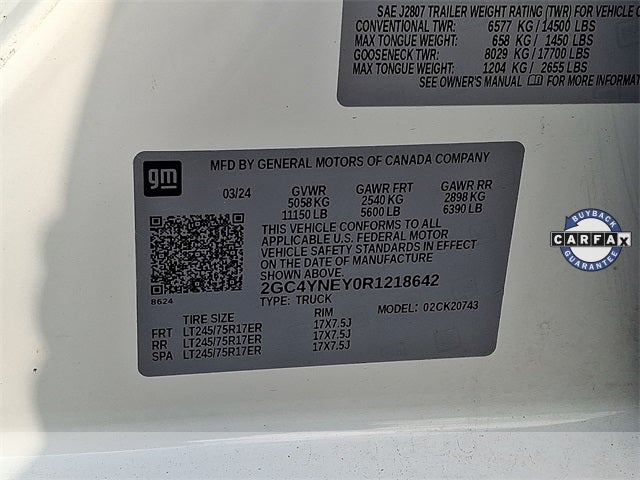 SAE J2807 TRAILER WEIGHT RATING (TWR) FOR VEHICLE
CONVENTIONAL TWR: 6577 KG/14500 LBS
MAX TONGUE WEIGHT: 658 KG/ 1450 LBS
GOOSENECK TWR: 8029 KG/17700 LBS
MAX TONGUE WEIGHT: 1204 KG/ 2655 LBS
SEE OWNER'S MANUAL FOR MORE INFORMAT
gm
MFD BY GENERAL MOTORS OF CANADA COMPANY
03/24 GVWR GAWR FRT GAWR RR
5058 KG 2540 KG 2898 KG
11150 LB 5600 LB 6390 LB
THIS VEHICLE CONFORMS TO ALL
APPLICABLE U.S. FEDERAL MOTOR
VEHICLE SAFETY STANDARDS IN EFFECT
ON THE DATE OF MANUFACTURE
SHOWN ABOVE.
2GC4YNEY0R1218642
8624
TYPE: TRUCK MODEL: 02CK20743
TIRE SIZE RIM
FRT LT245/75R17ER 17X7.5J
RR LT245/75R17ER 17X7.5J
SPA LT245/75R17ER 17X7.5J
BUYBACK
CARFAX
GUARANTEE